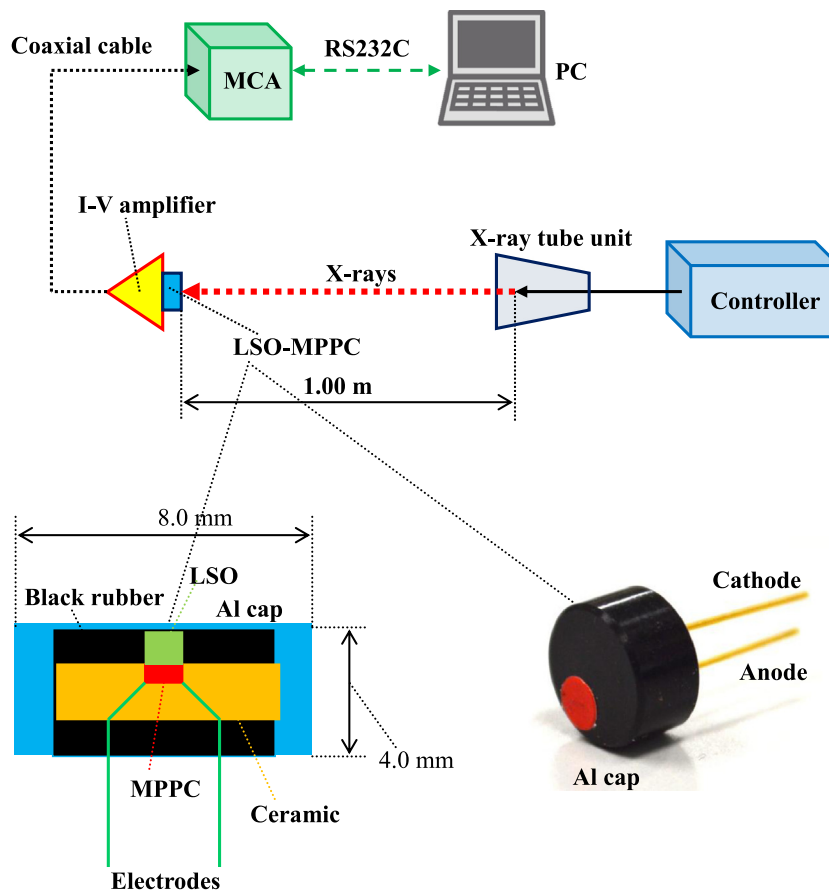 Coaxial cable
RS232C
MCA
PC
I-V amplifier
X-ray tube unit
X-rays
Controller
LSO-MPPC
1.00 m
8.0 mm
LSO
Black rubber
Al cap
Cathode
Anode
4.0 mm
MPPC
Ceramic
Al cap
Electrodes